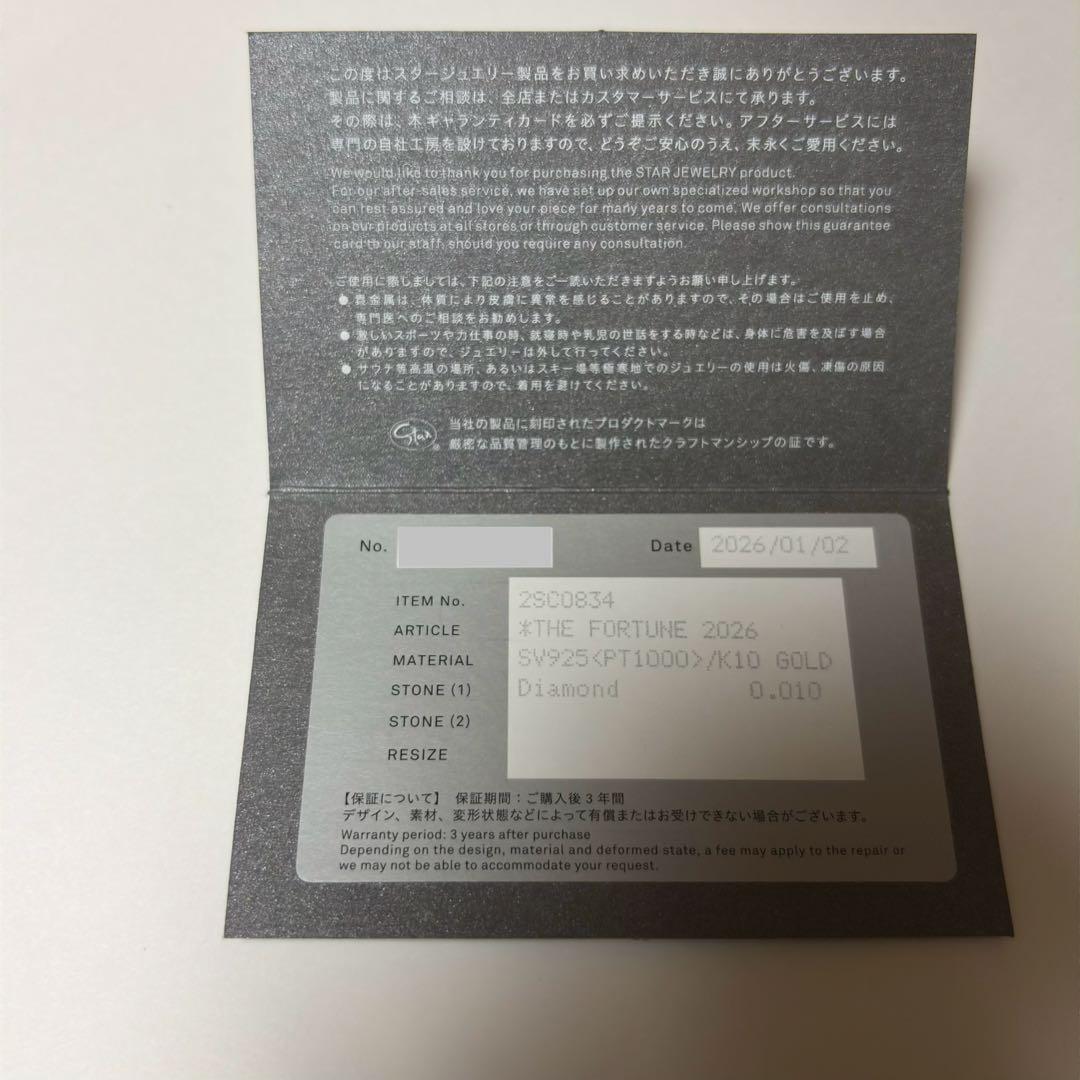 この度はスタージュエリー製品をお買い求めいただき誠にありがとうございます。
製品に関するご相談は、全店またはカスタマーサービスにて承ります。
その際は、本ギャランティカードを必ずご提示ください。アフターサービスには
専門の自社工房を設けておりますので、どうぞご安心のうえ、末永くご愛用ください。
We would like to thank you for purchasing the STAR JEWELRY product.
For our after-sales service, we have set up our own specialized workshop so that you
can rest assured and love your piece for many years to come. We offer consultations
on our products at all stores or through customer service. Please show this guarantee
card to our staff, should you require any consultation.
ご使用に際しましては、下記の注意をご一読いただきますようお願い申し上げます。
● 貴金属は、体質により皮膚に異常を感じることがありますので、その場合はご使用を止め、
専門医へのご相談をお勧めします。
● 激しいスポーツや力仕事の時、就寝時や乳児の世話をする時などは、身体に危害を及ぼす場合
がありますので、ジュエリーは外して行ってください。
● サウナ等高温の場所、あるいはスキー場等極寒地でのジュエリーの使用は火傷、凍傷の原因
になることがありますので、着用を避けてください。
Star® 当社の製品に刻印されたプロダクトマークは
厳密な品質管理のもとに製作されたクラフトマンシップの証です。
No. Date 2026/01/02
ITEM No. 2SC0834
ARTICLE *THE FORTUNE 2026
MATERIAL SV925<PT1000>/K10 GOLD
STONE (1) Diamond 0.010
STONE (2)
RESIZE
【保証について】 保証期間:ご購入後3年間
デザイン、素材、変形状態などによって有償またはお受けできない場合がございます。
Warranty period: 3 years after purchase
Depending on the design, material and deformed state, a fee may apply to the repair or
we may not be able to accommodate your request.